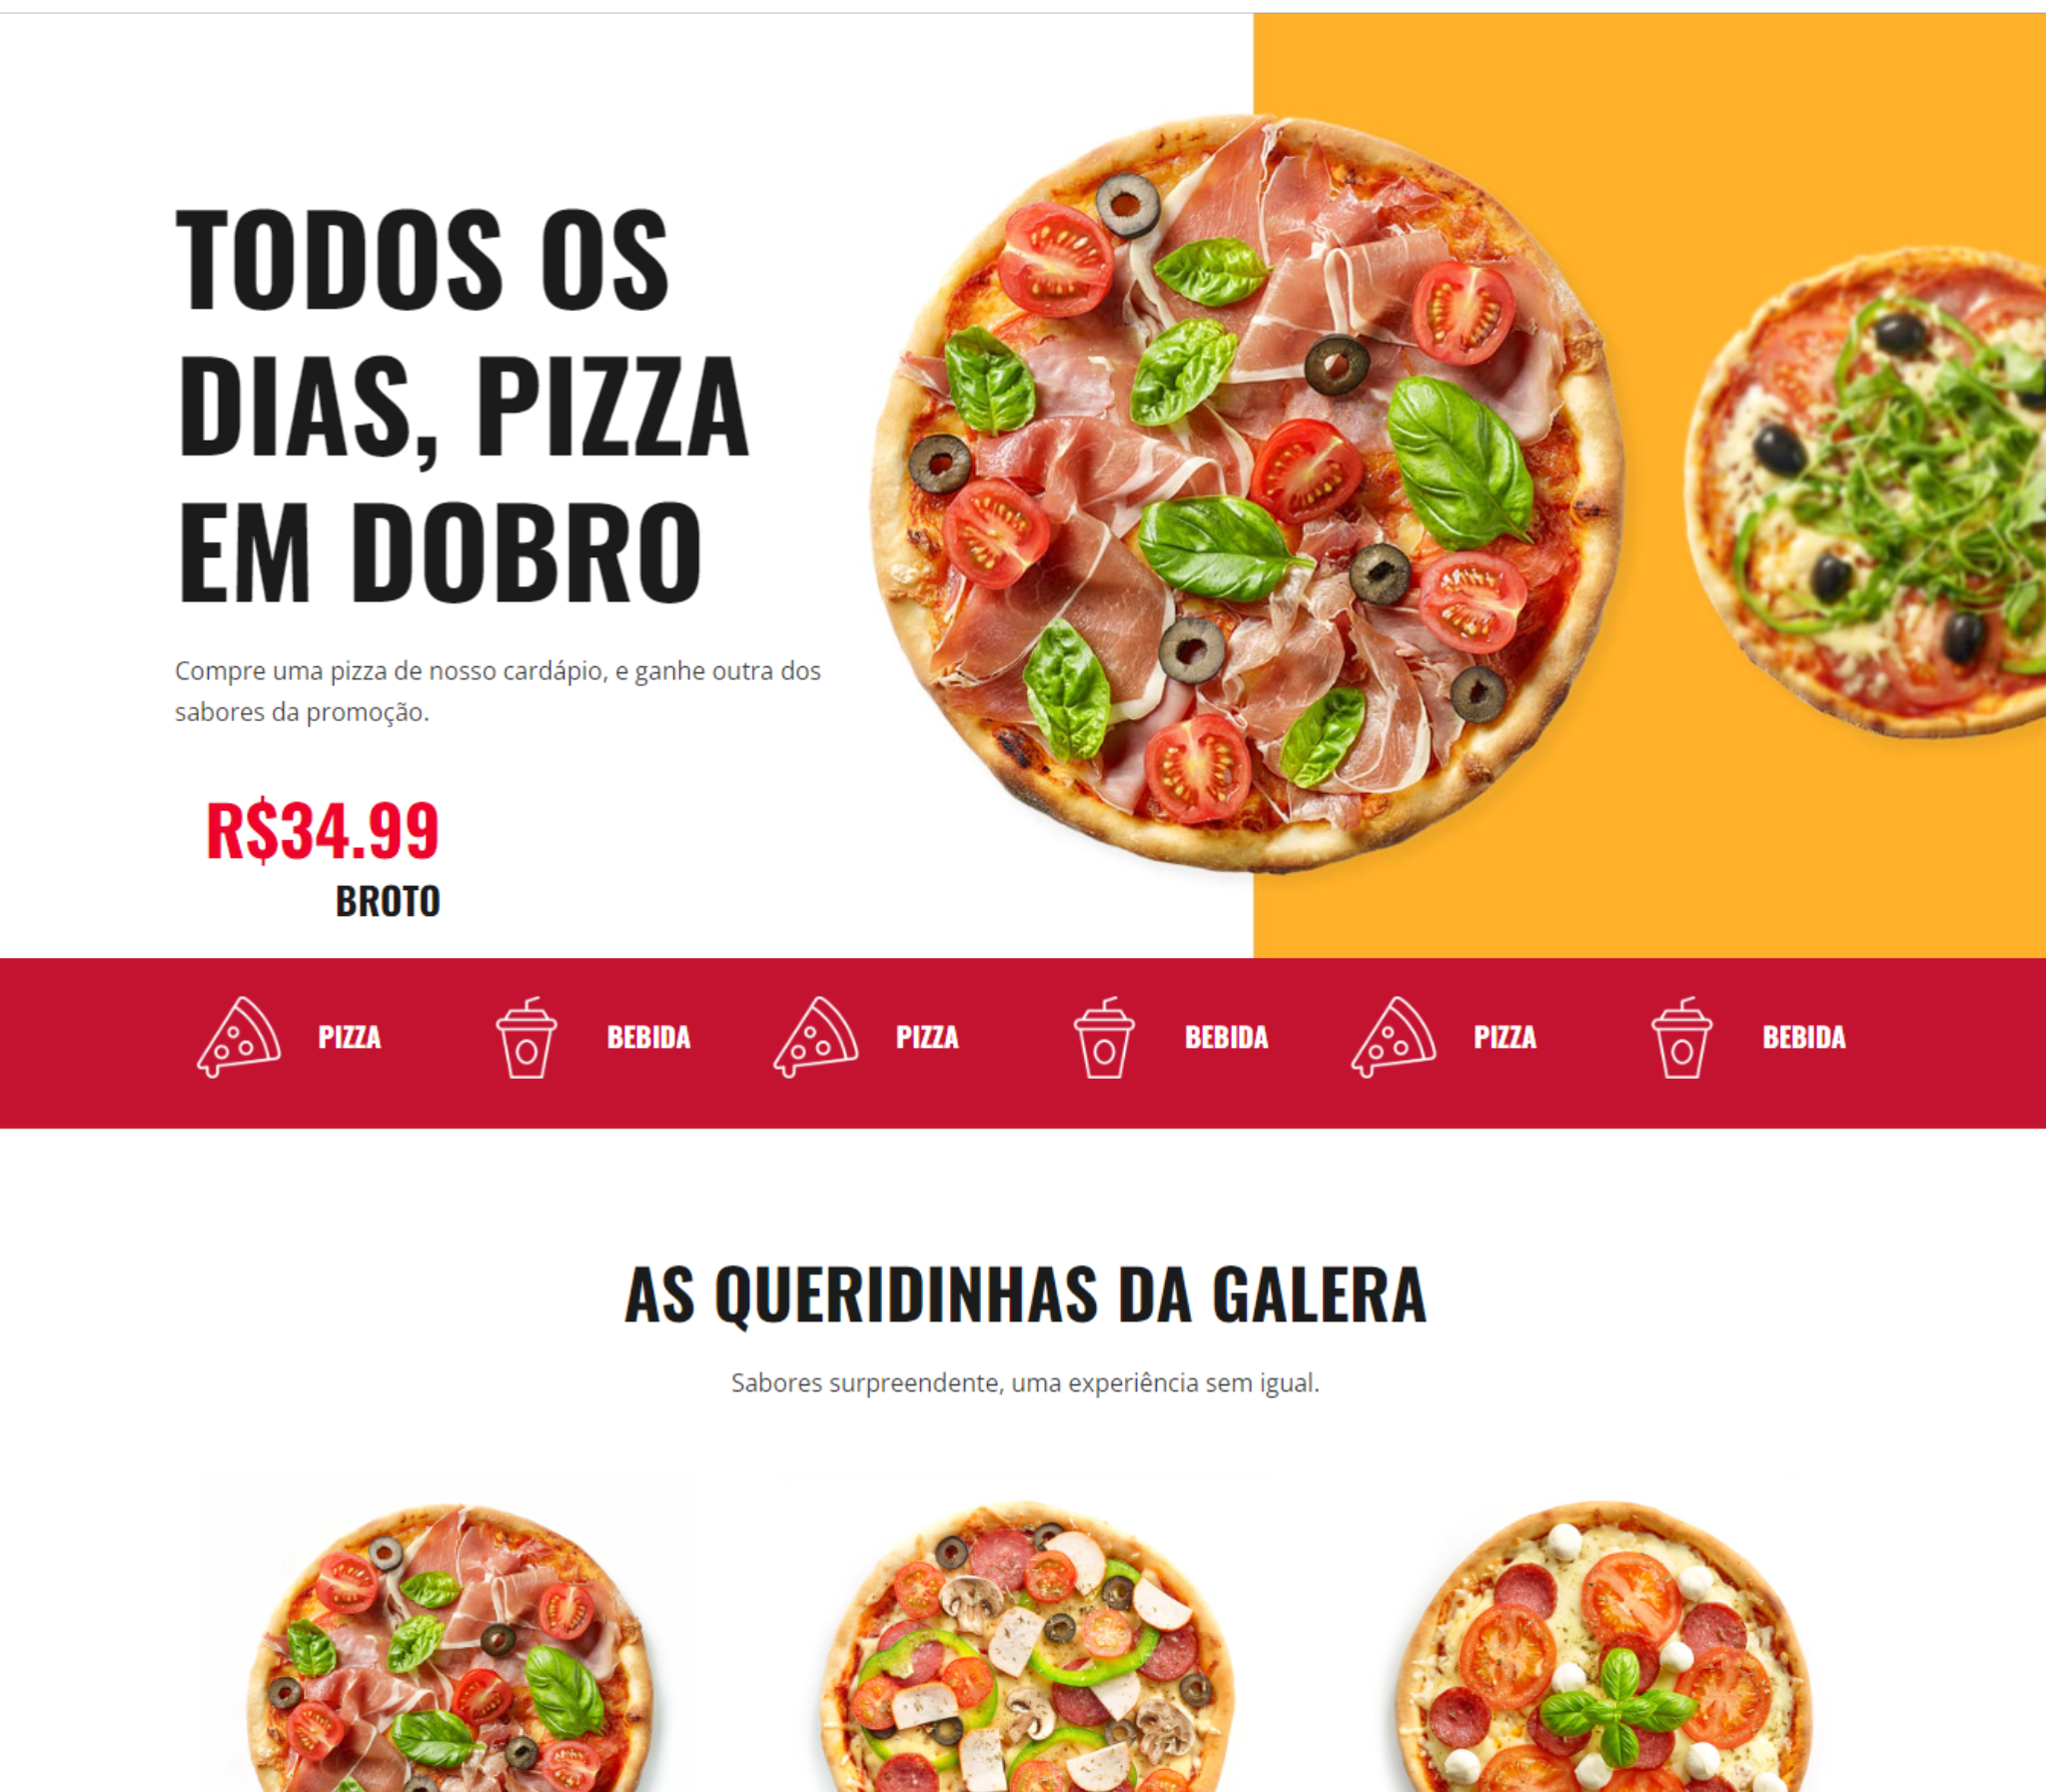 TODOS OS
DIAS, PIZZA
EM DOBRO
Compre uma pizza de nosso cardápio, e ganhe outra dos
sabores da promoção.
R$34.99
BROTO
PIZZA
BEBIDA
PIZZA
BEBIDA
PIZZA
BEBIDA
AS QUERIDINHAS DA GALERA
Sabores surpreendente, uma experiência sem igual.